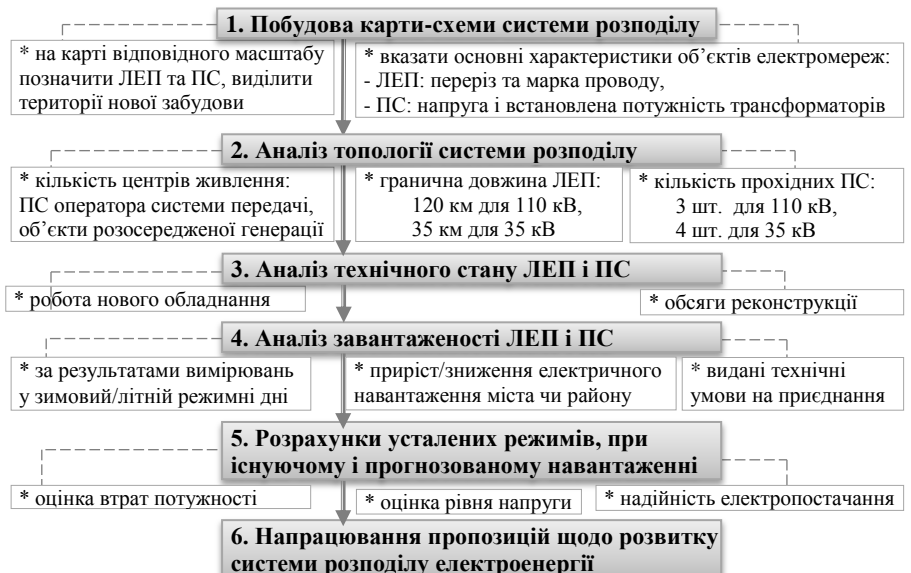 1. Побудова карти-схеми системи розподілу
* на карті відповідного масштабу
позначити ЛЕП та ПС, виділити
території нової забудови
* вказати основні характеристики об’єктів електромереж:
- ЛЕП: переріз та марка проводу,
- ПС: напруга і встановлена потужність трансформаторів
2. Аналіз топології системи розподілу
* кількість центрів живлення:
ПС оператора системи передачі,
об’єкти розосередженої генерації
* гранична довжина ЛЕП:
120 км для 110 кВ,
35 км для 35 кВ
* кількість прохідних ПС:
3 шт. для 110 кВ,
4 шт. для 35 кВ
3. Аналіз технічного стану ЛЕП і ПС
* робота нового обладнання
* обсяги реконструкції
4. Аналіз завантаженості ЛЕП і ПС
* за результатами вимірювань
у зимовий/літній режимні дні
* приріст/зниження електричного
навантаження міста чи району
* видані технічні
умови на приєднання
5. Розрахунки усталених режимів, при
існуючому і прогнозованому навантаженні
* оцінка втрат потужності
* оцінка рівня напруги
* надійність електропостачання
6. Напрацювання пропозицій щодо розвитку
системи розподілу електроенергії